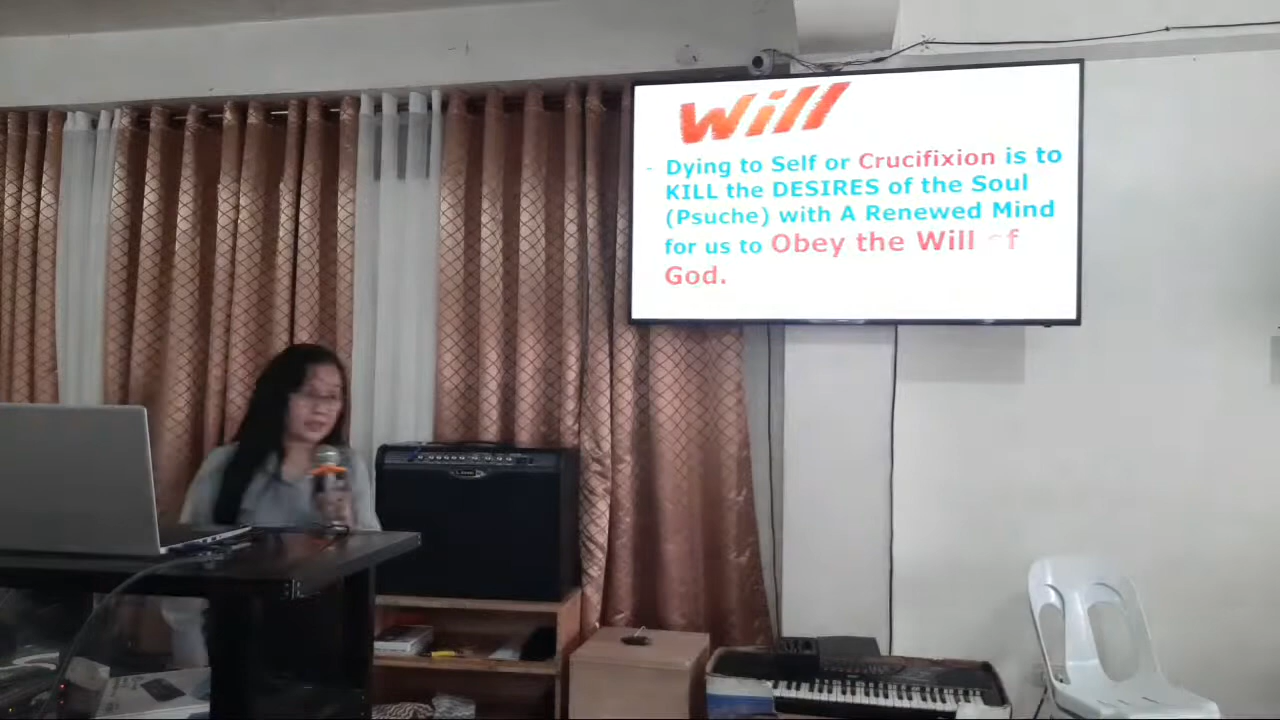 Will
- Dying to Self or Crucifixion is to
KILL the DESIRES of the Soul
(Psuche) with A Renewed Mind
for us to Obey the Will of
God.